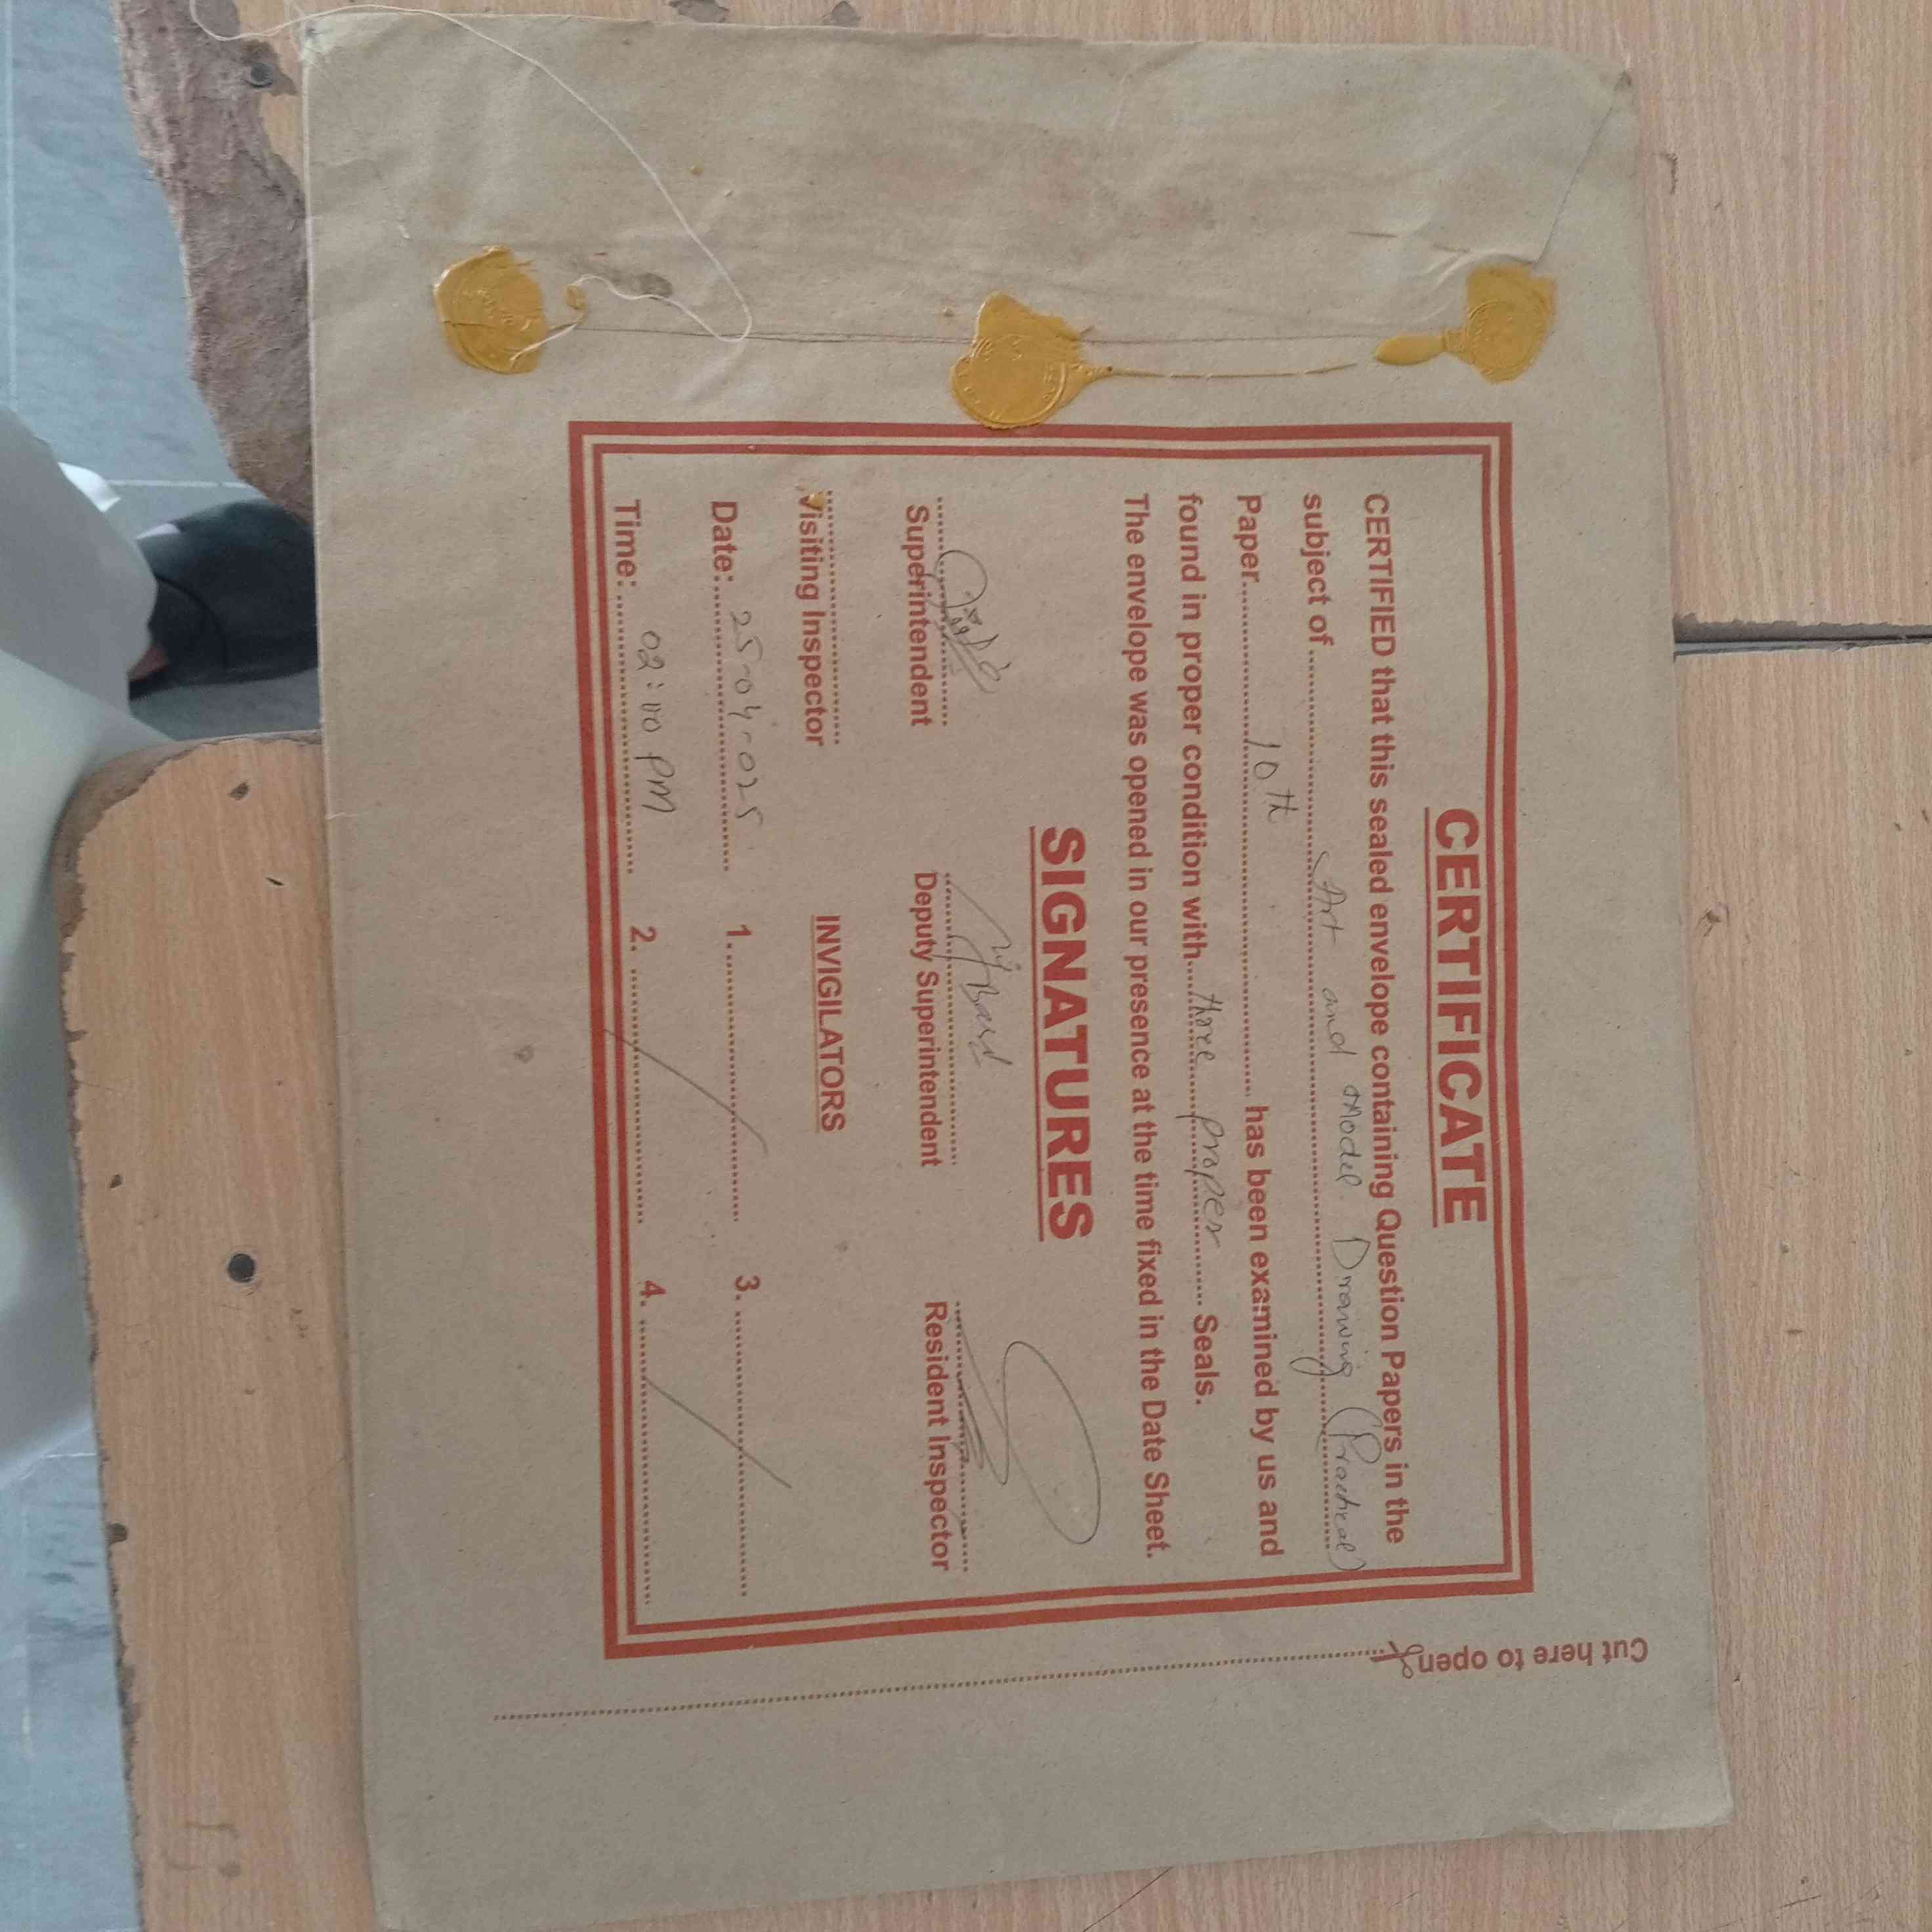 CERTIFICATE
CERTIFIED that this sealed envelope containing Question Papers in the
subject of Art and Model Drawing (Practical)
Paper 10th has been examined by us and
found in proper condition with three proper Seals.
The envelope was opened in our presence at the time fixed in the Date Sheet.
SIGNATURES
Superintendent Deputy Superintendent Resident Inspector
Visiting Inspector INVIGILATORS
Date: 25-04-025 1. 3.
Time: 02:00 PM 2. 4.
Cut here to open